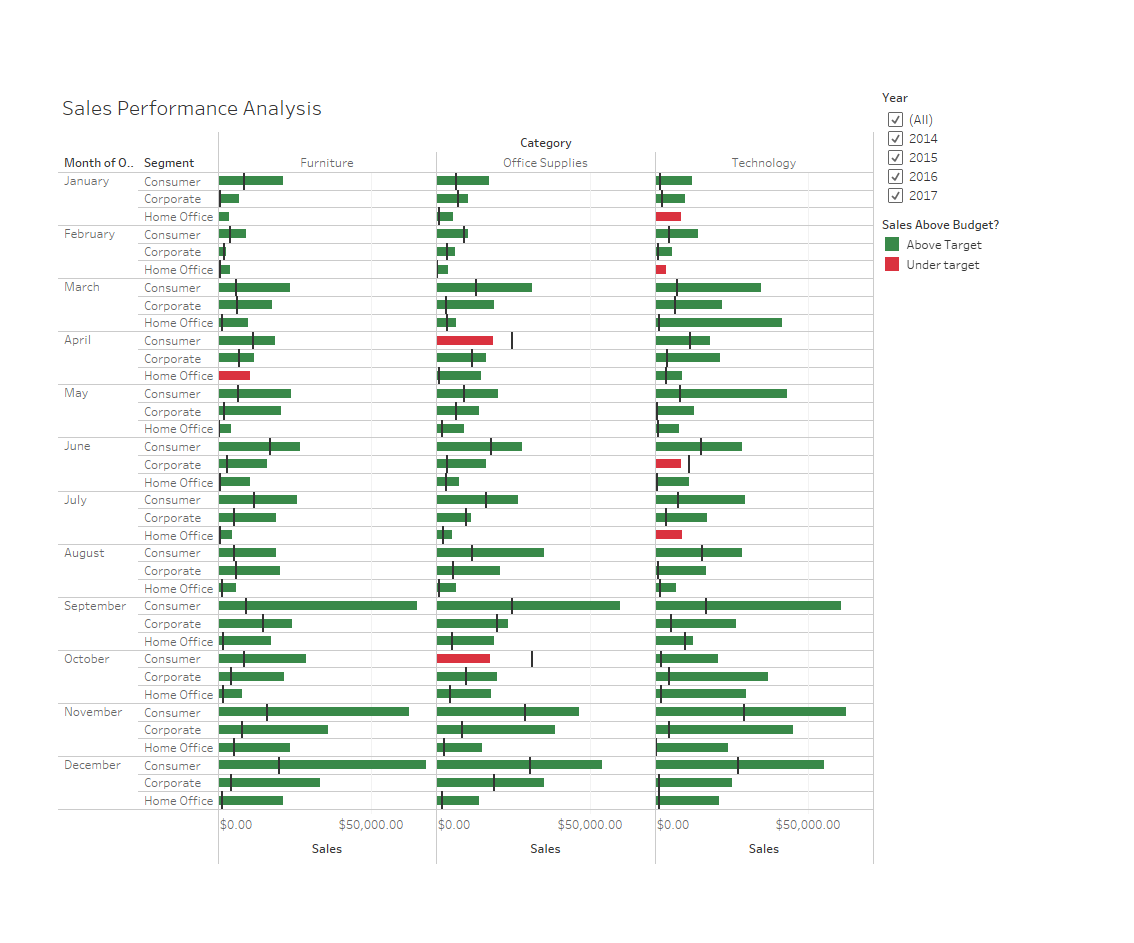 Sales Performance Analysis
Category
Month of O.. Segment Furniture Office Supplies Technology
January Consumer
Corporate
Home Office
February Consumer
Corporate
Home Office
March Consumer
Corporate
Home Office
April Consumer
Corporate
Home Office
May Consumer
Corporate
Home Office
June Consumer
Corporate
Home Office
July Consumer
Corporate
Home Office
August Consumer
Corporate
Home Office
September Consumer
Corporate
Home Office
October Consumer
Corporate
Home Office
November Consumer
Corporate
Home Office
December Consumer
Corporate
Home Office
$0.00 $50,000.00 $0.00 $50,000.00 $0.00 $50,000.00
Sales Sales Sales
Year
(All)
2014
2015
2016
2017
Sales Above Budget?
Above Target
Under target